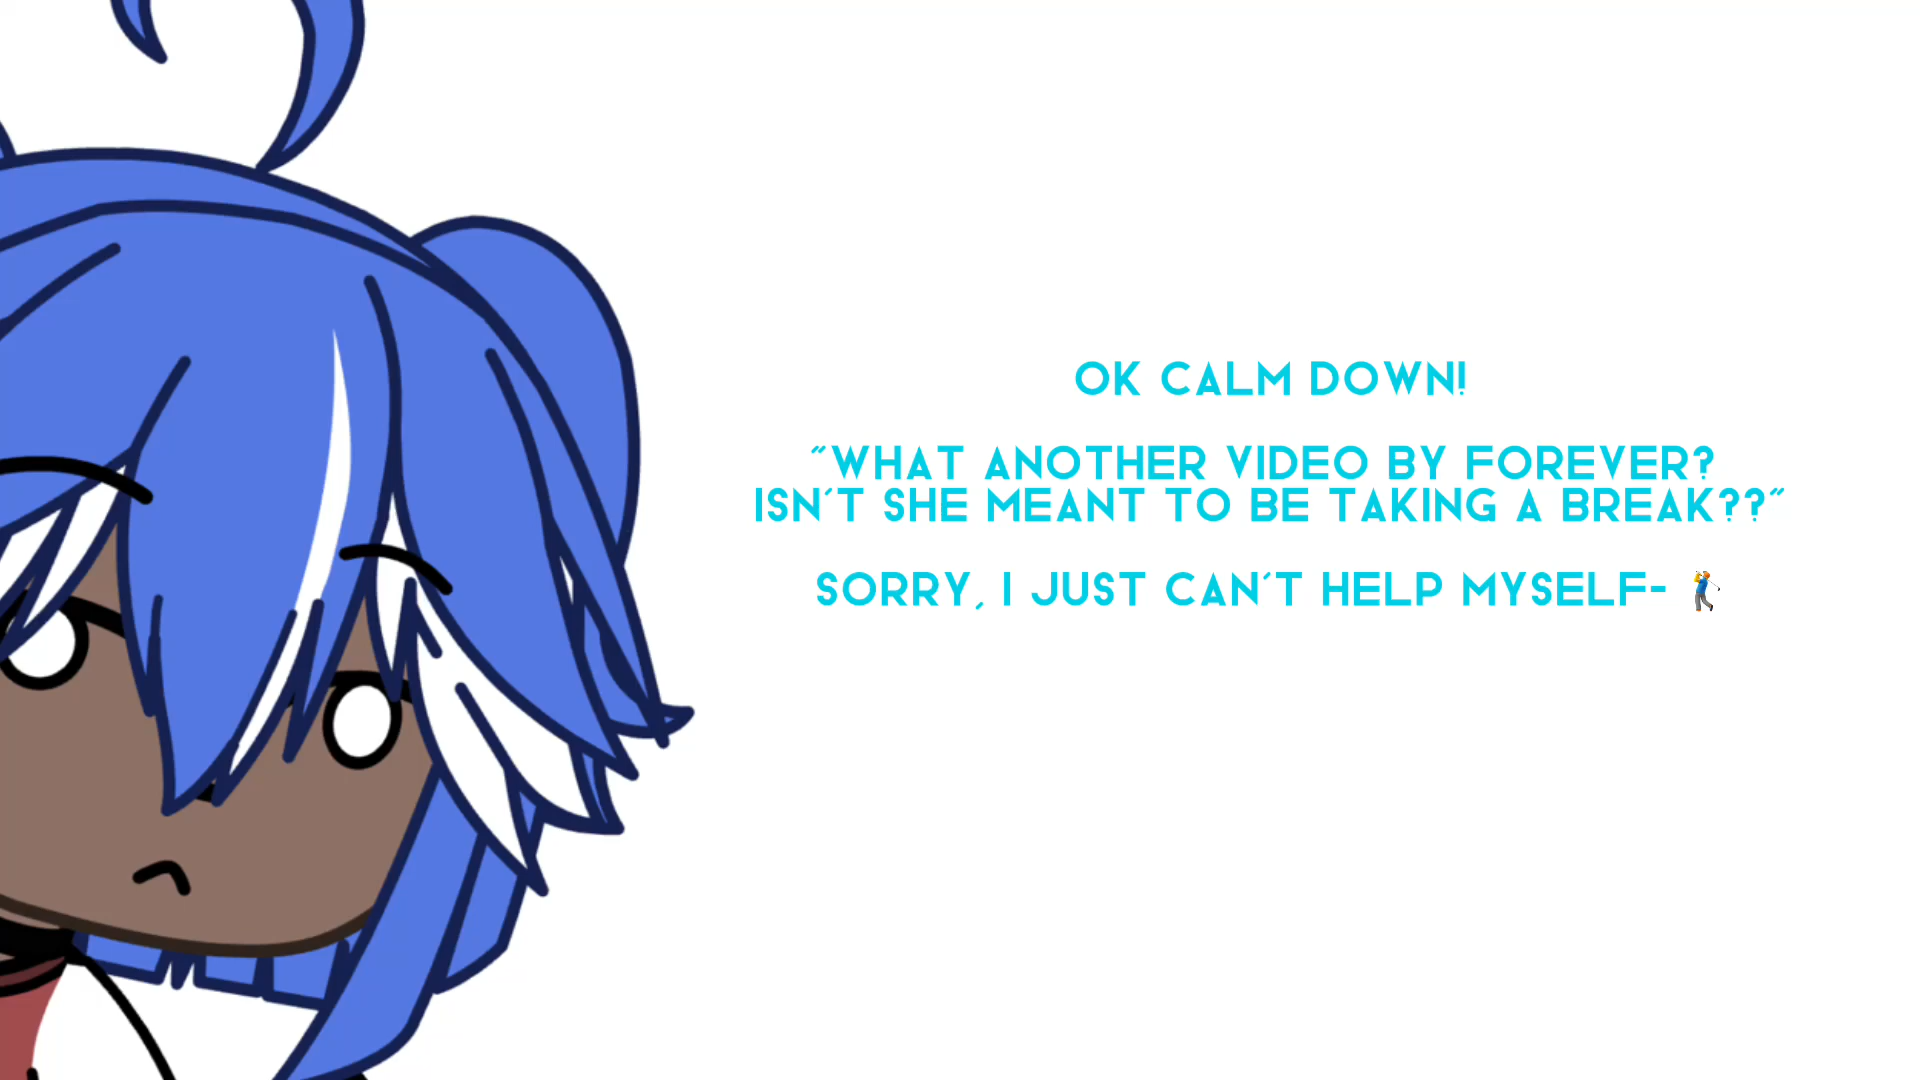 OK CALM DOWN!
"WHAT ANOTHER VIDEO BY FOREVER?
ISN'T SHE MEANT TO BE TAKING A BREAK??"
SORRY, I JUST CAN'T HELP MYSELF- 🏌️